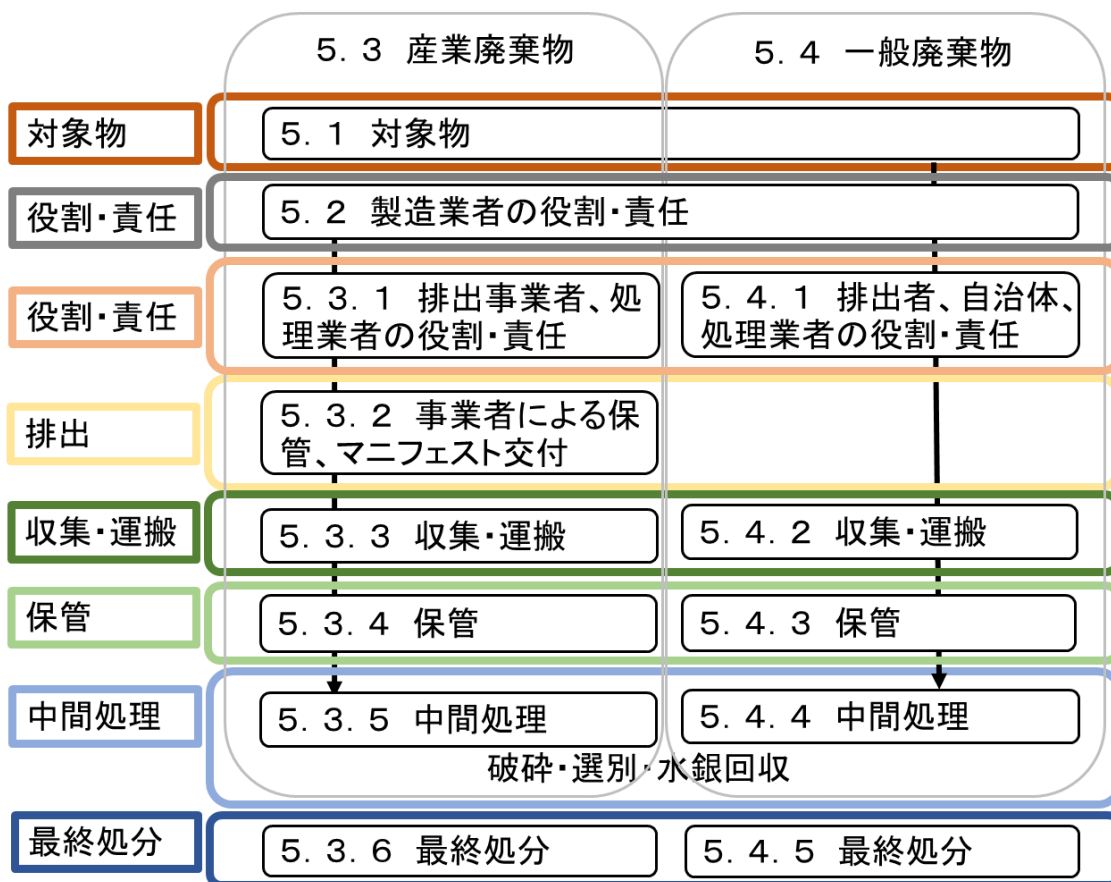 ５．３ 産業廃棄物
５．４ 一般廃棄物
対象物
５．１ 対象物
役割・責任
５．２ 製造業者の役割・責任
役割・責任
５．３．１ 排出事業者、処
理業者の役割・責任
５．４．１ 排出者、自治体、
処理業者の役割・責任
排出
５．３．２ 事業者による保
管、マニフェスト交付
収集・運搬
５．３．３ 収集・運搬
５．４．２ 収集・運搬
保管
５．３．４ 保管
５．４．３ 保管
中間処理
５．３．５ 中間処理
５．４．４ 中間処理
破砕・選別・水銀回収
最終処分
５．３．６ 最終処分
５．４．５ 最終処分